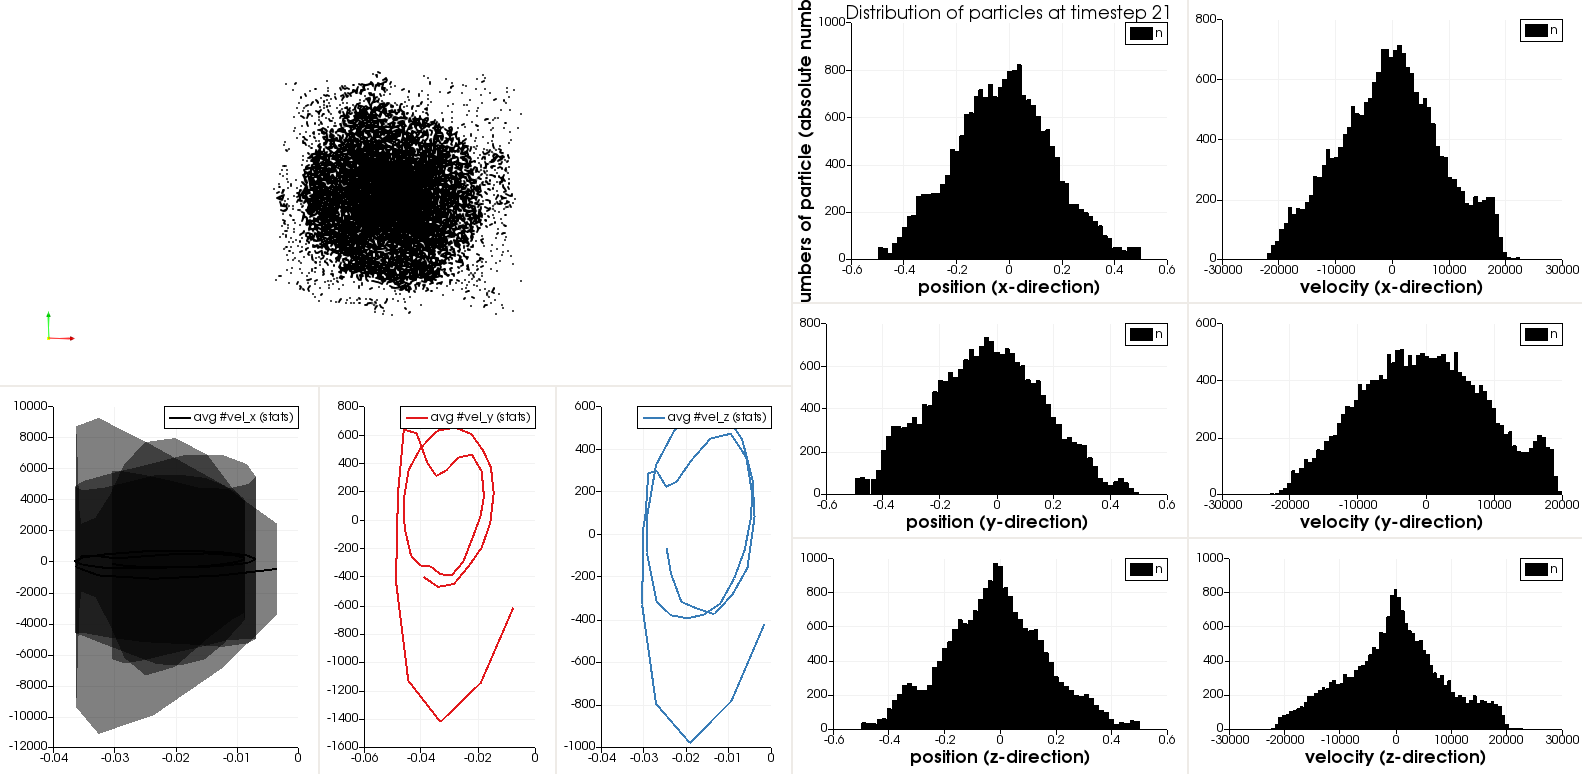 Distribution of particles at timestep 21
umbers of particle (absolute numb
1000
800
600
400
200
0
-0.6 -0.4 -0.2 0 0.2 0.4 0.6
position (x-direction)
n
800
600
400
200
0
-30000 -20000 -10000 0 10000 20000 30000
velocity (x-direction)
n
800
600
400
200
0
-0.6 -0.4 -0.2 0 0.2 0.4 0.6
position (y-direction)
n
600
400
200
0
-30000 -20000 -10000 0 10000 20000
velocity (y-direction)
n
1000
800
600
400
200
0
-0.6 -0.4 -0.2 0 0.2 0.4 0.6
position (z-direction)
n
1000
800
600
400
200
0
-30000 -20000 -10000 0 10000 20000 30000
velocity (z-direction)
n
avg #vel_x (stats)
10000
8000
6000
4000
2000
0
-2000
-4000
-6000
-8000
-10000
-12000
-0.04 -0.03 -0.02 -0.01 0
avg #vel_y (stats)
800
600
400
200
0
-200
-400
-600
-800
-1000
-1200
-1400
-1600
-0.06 -0.04 -0.02 0
avg #vel_z (stats)
600
400
200
0
-200
-400
-600
-800
-1000
-0.04 -0.03 -0.02 -0.01 0